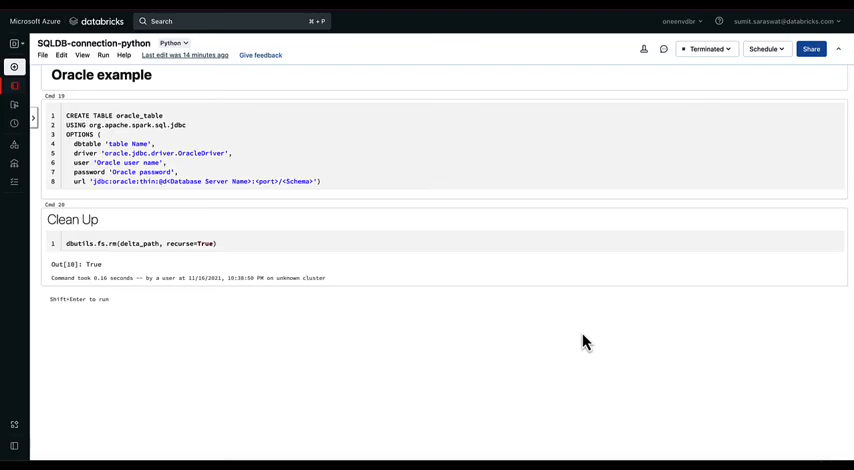 Microsoft Azure databricks Search ⌘ + P oneenvdbr sumit.saraswat@databricks.com
SQLDB-connection-python Python
File Edit View Run Help Last edit was 14 minutes ago Give feedback
Terminated Schedule Share
Oracle example
Cmd 19
1 CREATE TABLE oracle_table
2 USING org.apache.spark.sql.jdbc
3 OPTIONS (
4 dbtable 'table Name',
5 driver 'oracle.jdbc.driver.OracleDriver',
6 user 'Oracle user name',
7 password 'Oracle password',
8 url 'jdbc:oracle:thin:@d<Database Server Name>:<port>/<Schema>')
Cmd 20
Clean Up
1 dbutils.fs.rm(delta_path, recurse=True)
Out[10]: True
Command took 0.16 seconds -- by a user at 11/16/2021, 10:38:50 PM on unknown cluster
Shift+Enter to run